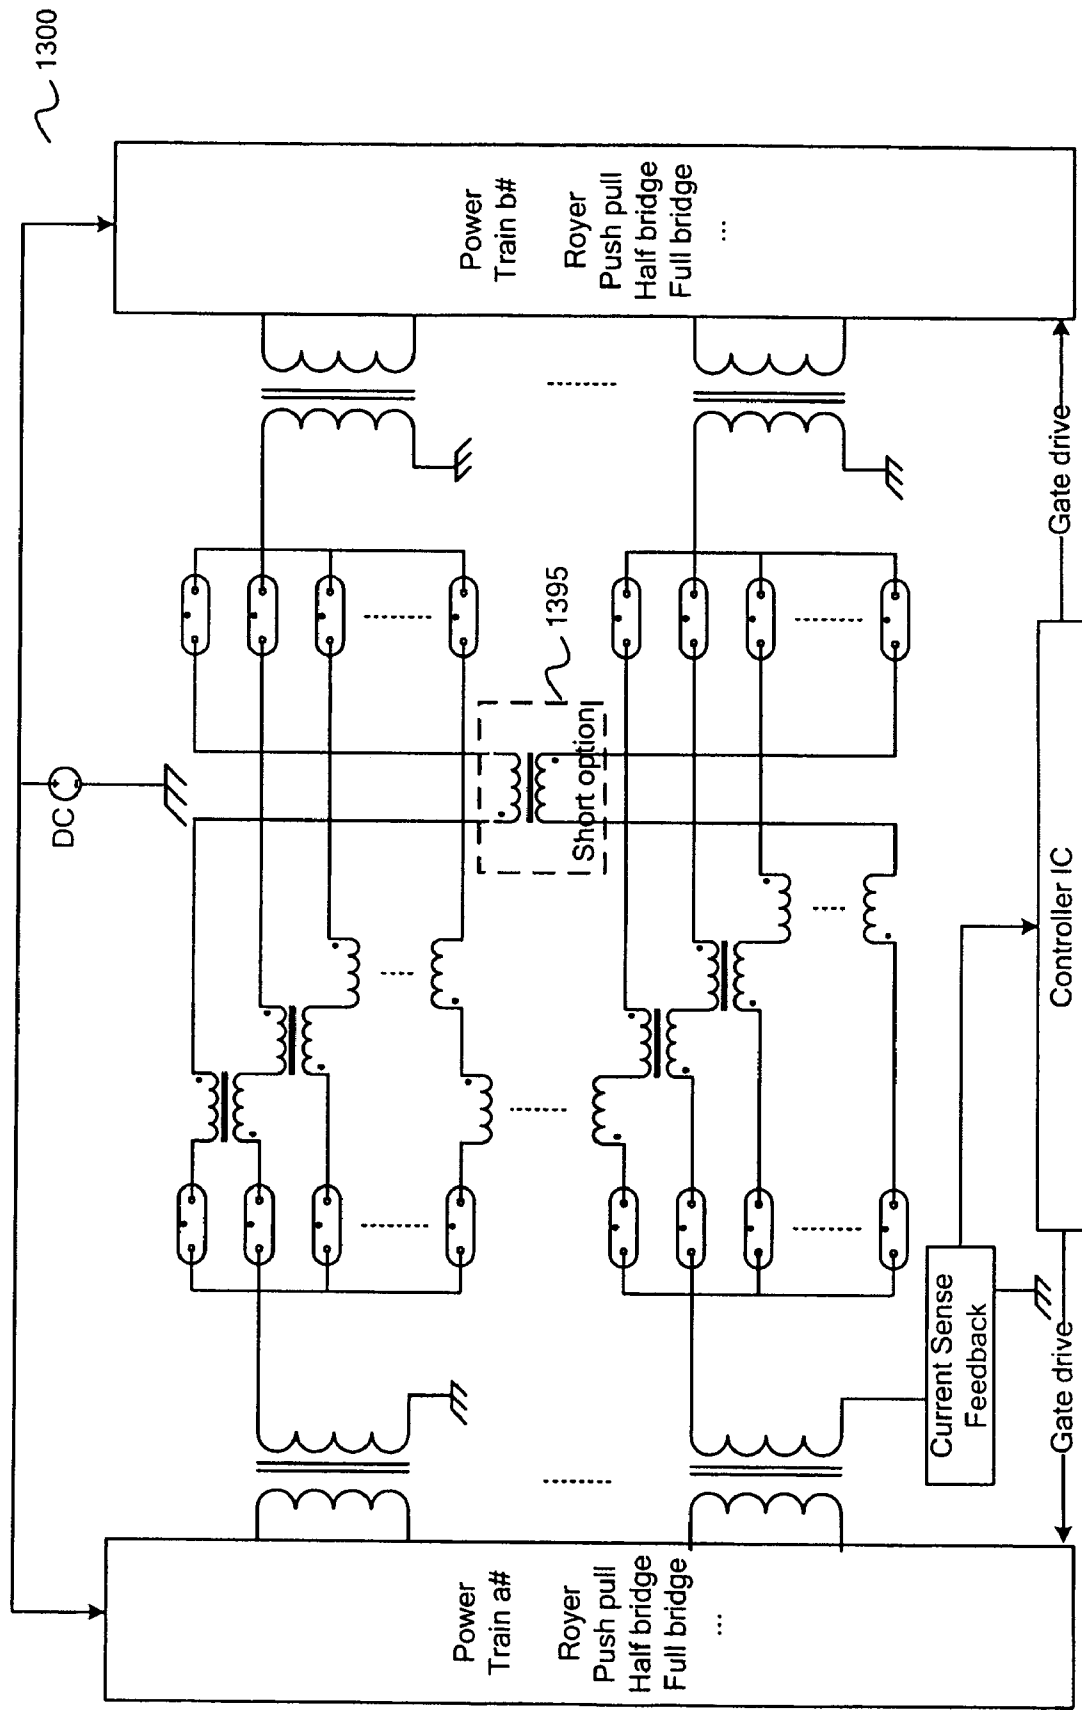 1300
DC
Power
Train a#
Royer
Push pull
Half bridge
Full bridge
...
Power
Train b#
Royer
Push pull
Half bridge
Full bridge
...
1395
Short option
Current Sense
Feedback
Gate drive
Controller IC
Gate drive